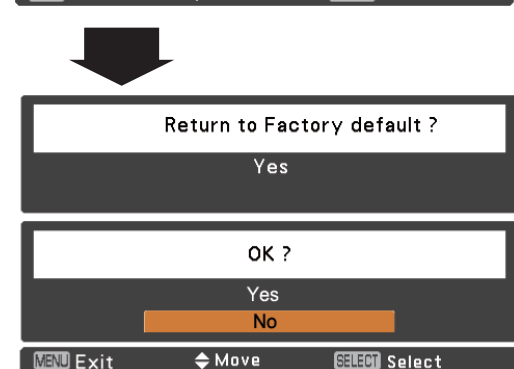 Return to Factory default ?
Yes
OK ?
Yes
No
MENU Exit Move SELECT Select